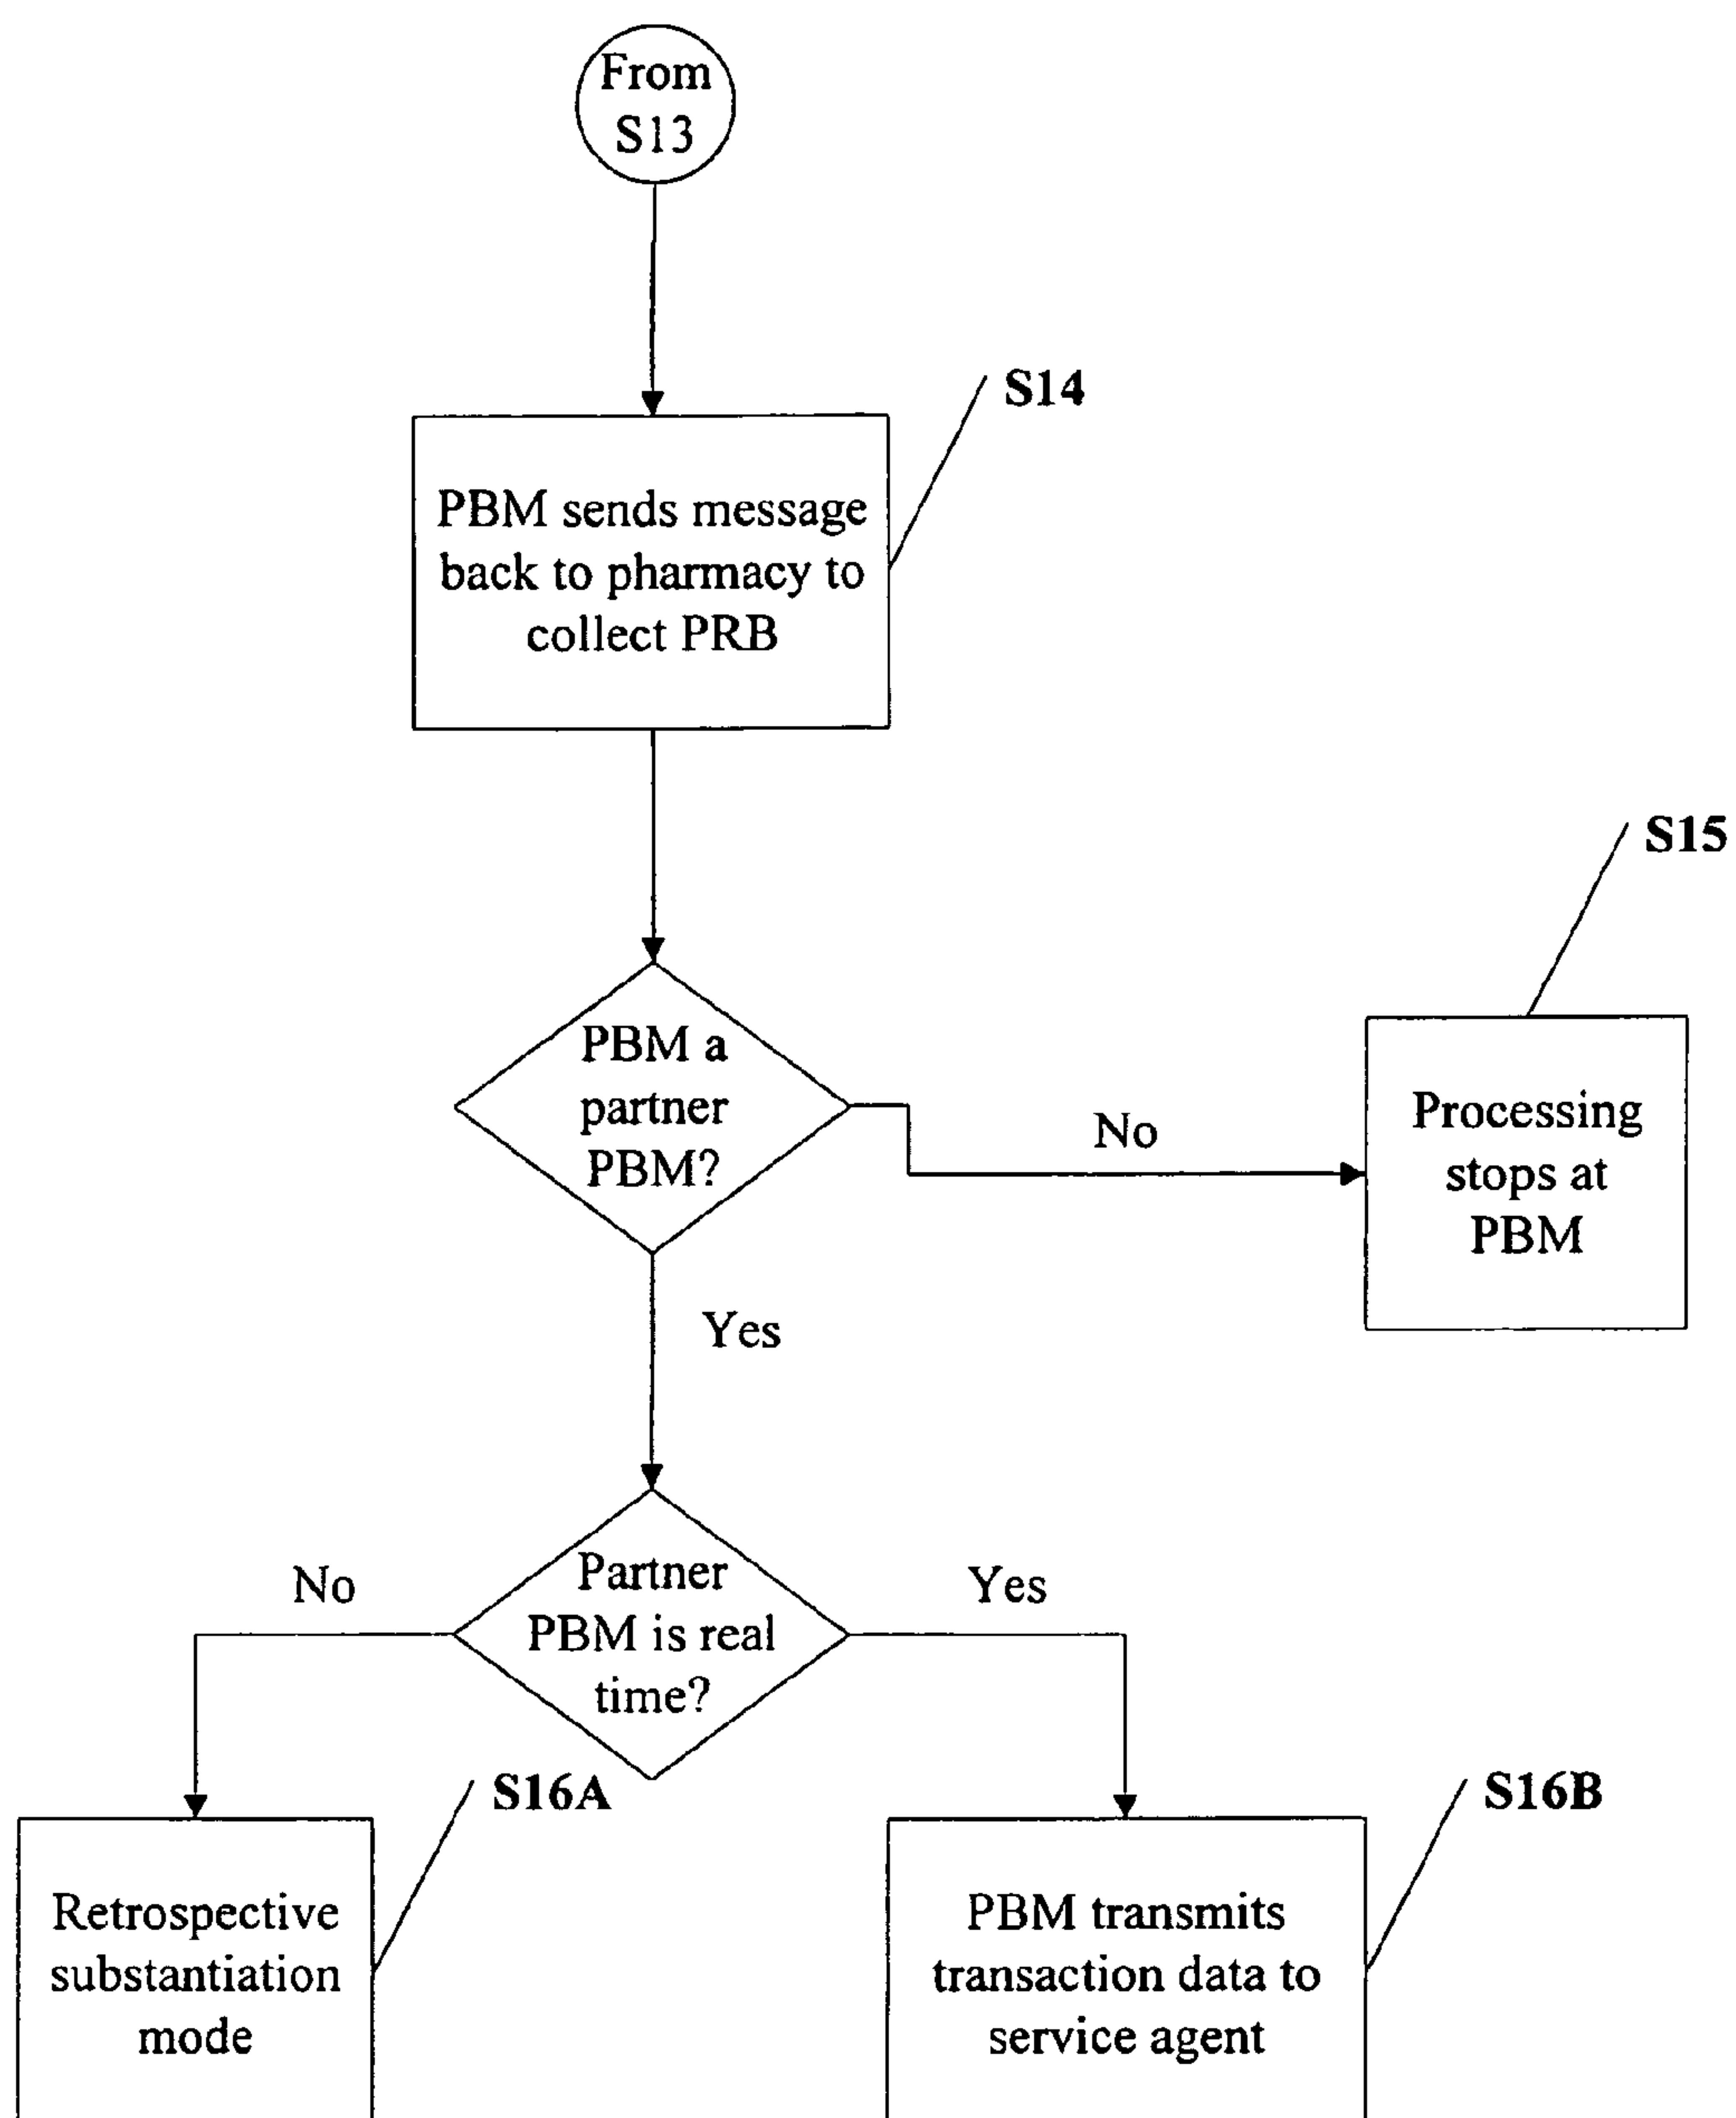 From
S13
S14
PBM sends message
back to pharmacy to
collect PRB
S15
PBM a
partner
PBM?
No
Processing
stops at
PBM
Yes
Partner
PBM is real
time?
No
Yes
S16A
S16B
Retrospective
substantiation
mode
PBM transmits
transaction data to
service agent